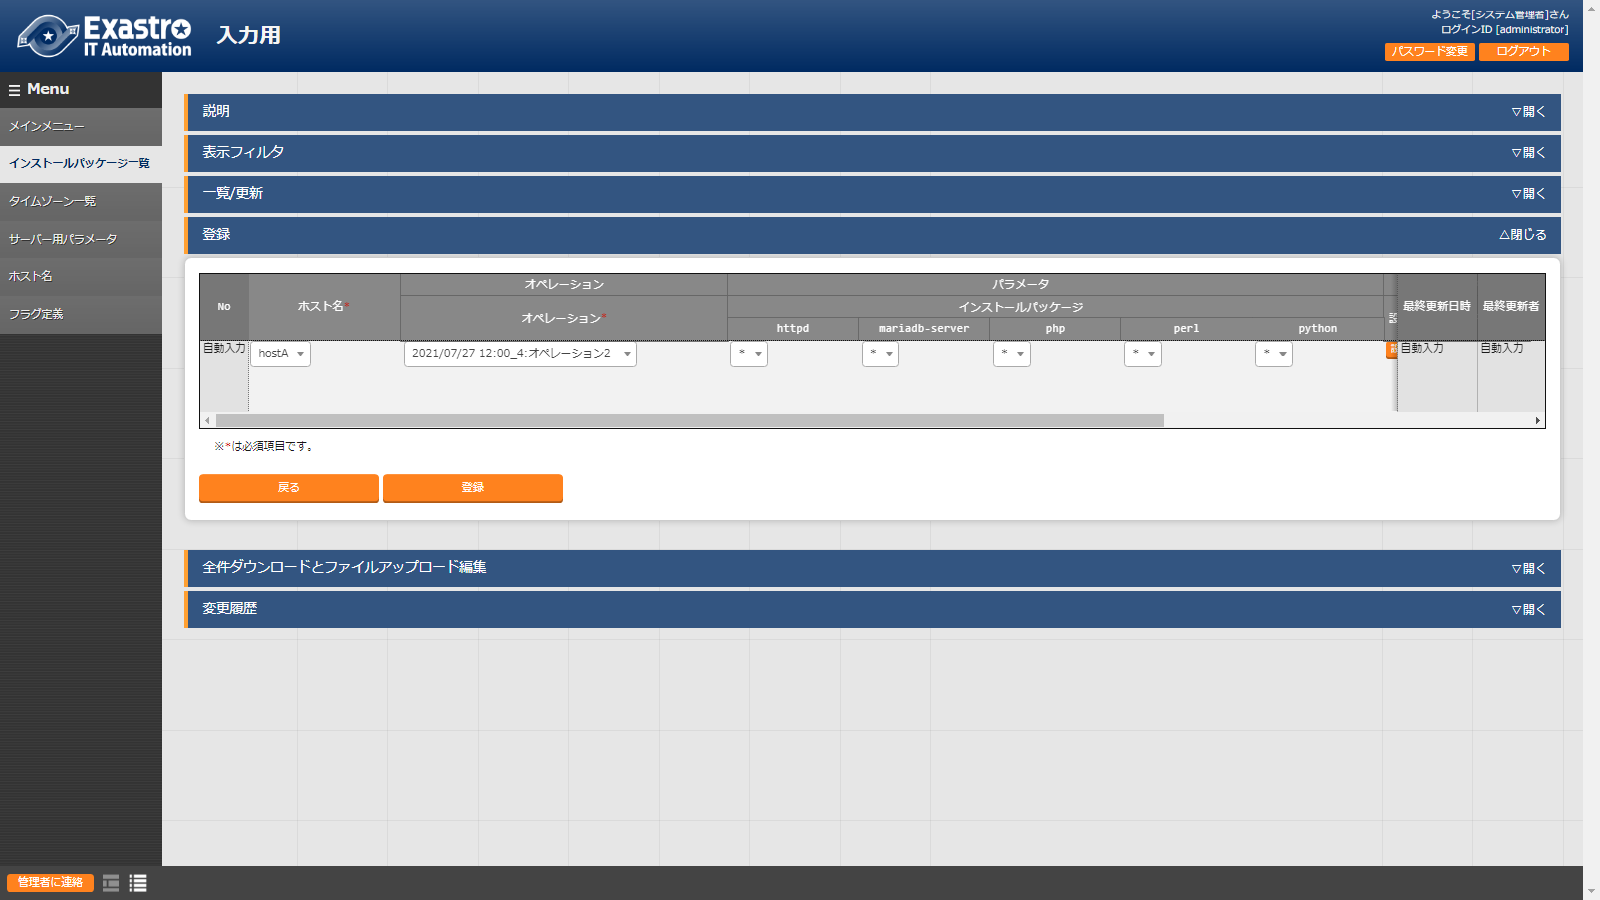 Exastro
IT Automation
入力用
ようこそ[システム管理者]さん
ログインID [administrator]
パスワード変更
ログアウト
Menu
メインメニュー
インストールパッケージ一覧
タイムゾーン一覧
サーバー用パラメータ
ホスト名
フラグ定義
説明
▽開く
表示フィルタ
▽開く
一覧/更新
▽開く
登録
△閉じる
No
ホスト名*
オペレーション
オペレーション*
パラメータ
インストールパッケージ
httpd
mariadb-server
php
perl
python
最終更新日時
最終更新者
自動入力
hostA
2021/07/27 12:00_4:オペレーション2
*
*
*
*
*
自動入力
自動入力
※*は必須項目です。
戻る
登録
全件ダウンロードとファイルアップロード編集
▽開く
変更履歴
▽開く
管理者に連絡